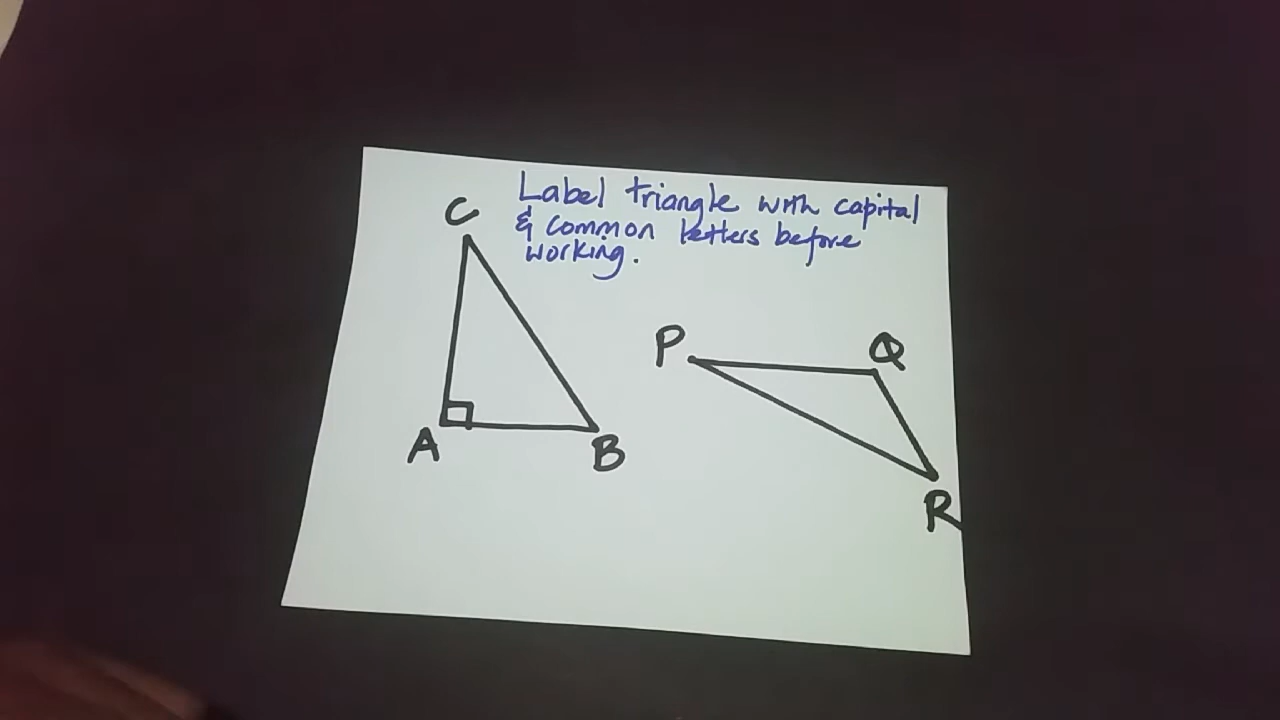 Label triangle with capital
& common letters before
working.
C
P
Q
A
B
R